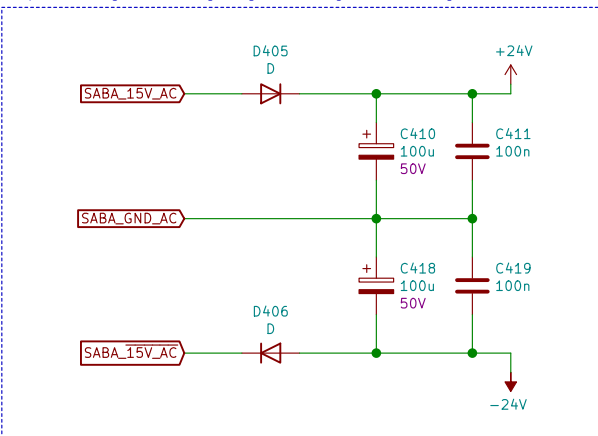 D405
D
+24V
SABA_15V_AC
+
C410
100u
50V
C411
100n
SABA_GND_AC
+
C418
100u
50V
C419
100n
D406
D
SABA_15V_AC
−24V